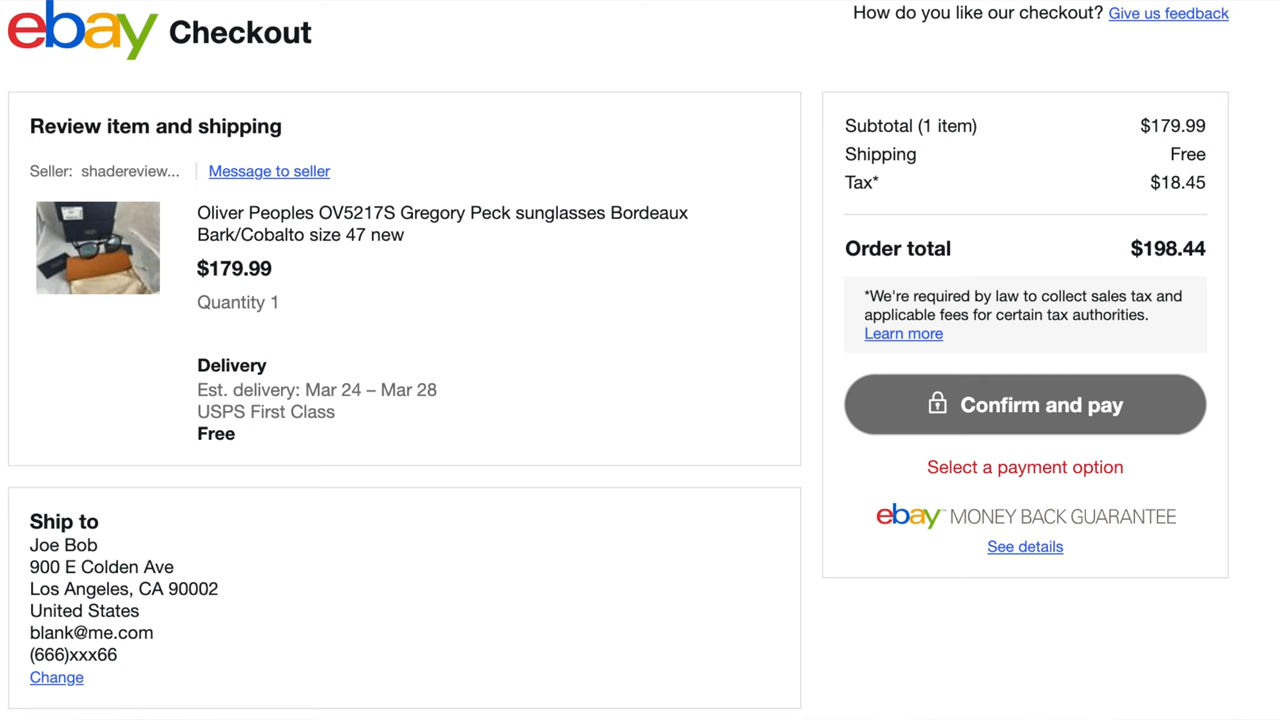 ebay Checkout
How do you like our checkout? Give us feedback
Review item and shipping
Seller: shadereview... Message to seller
Oliver Peoples OV5217S Gregory Peck sunglasses Bordeaux
Bark/Cobalto size 47 new
$179.99
Quantity 1
Delivery
Est. delivery: Mar 24 – Mar 28
USPS First Class
Free
Ship to
Joe Bob
900 E Colden Ave
Los Angeles, CA 90002
United States
blank@me.com
(666)xxx66
Change
Subtotal (1 item) $179.99
Shipping Free
Tax* $18.45
Order total $198.44
*We're required by law to collect sales tax and
applicable fees for certain tax authorities.
Learn more
Confirm and pay
Select a payment option
ebay™ MONEY BACK GUARANTEE
See details